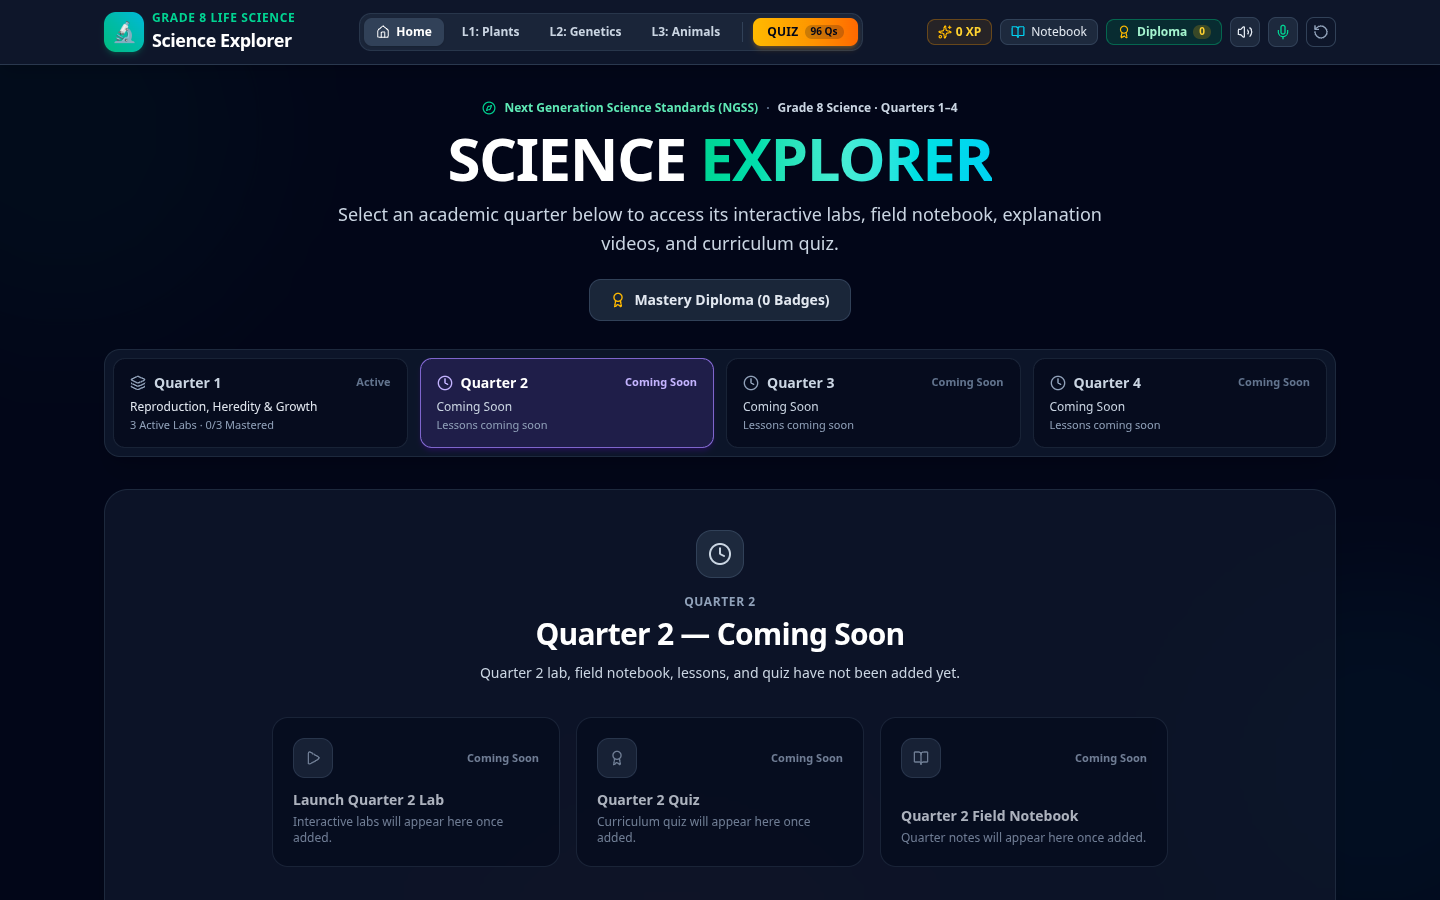 GRADE 8 LIFE SCIENCE
Science Explorer
Home
L1: Plants
L2: Genetics
L3: Animals
QUIZ 96 Qs
0 XP
Notebook
Diploma 0
Next Generation Science Standards (NGSS) · Grade 8 Science · Quarters 1–4
SCIENCE EXPLORER
Select an academic quarter below to access its interactive labs, field notebook, explanation
videos, and curriculum quiz.
Mastery Diploma (0 Badges)
Quarter 1 Active
Reproduction, Heredity & Growth
3 Active Labs · 0/3 Mastered
Quarter 2 Coming Soon
Coming Soon
Lessons coming soon
Quarter 3 Coming Soon
Coming Soon
Lessons coming soon
Quarter 4 Coming Soon
Coming Soon
Lessons coming soon
QUARTER 2
Quarter 2 — Coming Soon
Quarter 2 lab, field notebook, lessons, and quiz have not been added yet.
Coming Soon
Launch Quarter 2 Lab
Interactive labs will appear here once
added.
Coming Soon
Quarter 2 Quiz
Curriculum quiz will appear here once
added.
Coming Soon
Quarter 2 Field Notebook
Quarter notes will appear here once added.